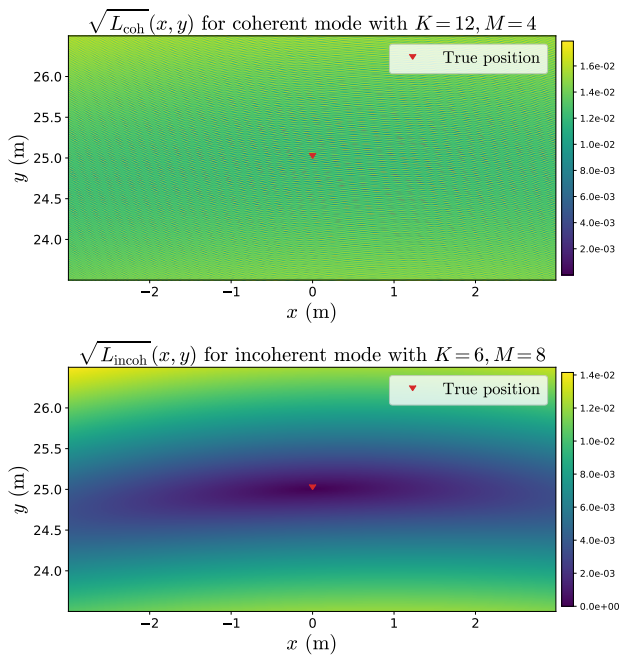 √L_coh(x, y) for coherent mode with K = 12, M = 4
True position
26.0
25.5
25.0
24.5
24.0
y (m)
−2
−1
0
1
2
x (m)
1.6e-02
1.4e-02
1.2e-02
1.0e-02
8.0e-03
6.0e-03
4.0e-03
2.0e-03
√L_incoh(x, y) for incoherent mode with K = 6, M = 8
True position
26.0
25.5
25.0
24.5
24.0
y (m)
−2
−1
0
1
2
x (m)
1.4e-02
1.2e-02
1.0e-02
8.0e-03
6.0e-03
4.0e-03
2.0e-03
0.0e+00